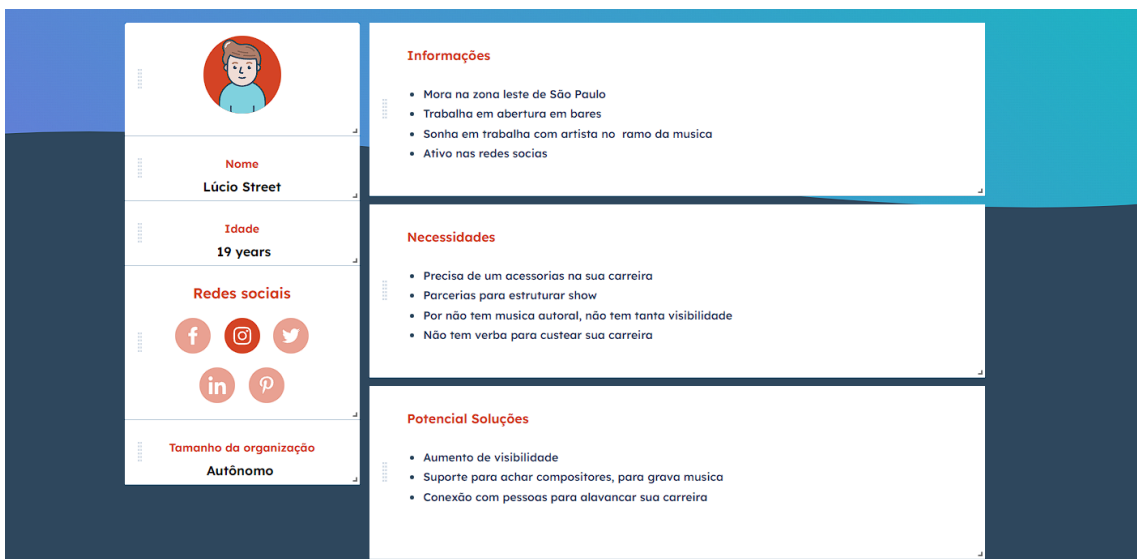 Nome
Lúcio Street
Idade
19 years
Redes sociais
Tamanho da organização
Autônomo
Informações
Mora na zona leste de São Paulo
Trabalha em abertura em bares
Sonha em trabalha com artista no ramo da musica
Ativo nas redes socias
Necessidades
Precisa de um acessorias na sua carreira
Parcerias para estruturar show
Por não tem musica autoral, não tem tanta visibilidade
Não tem verba para custear sua carreira
Potencial Soluções
Aumento de visibilidade
Suporte para achar compositores, para grava musica
Conexão com pessoas para alavancar sua carreira